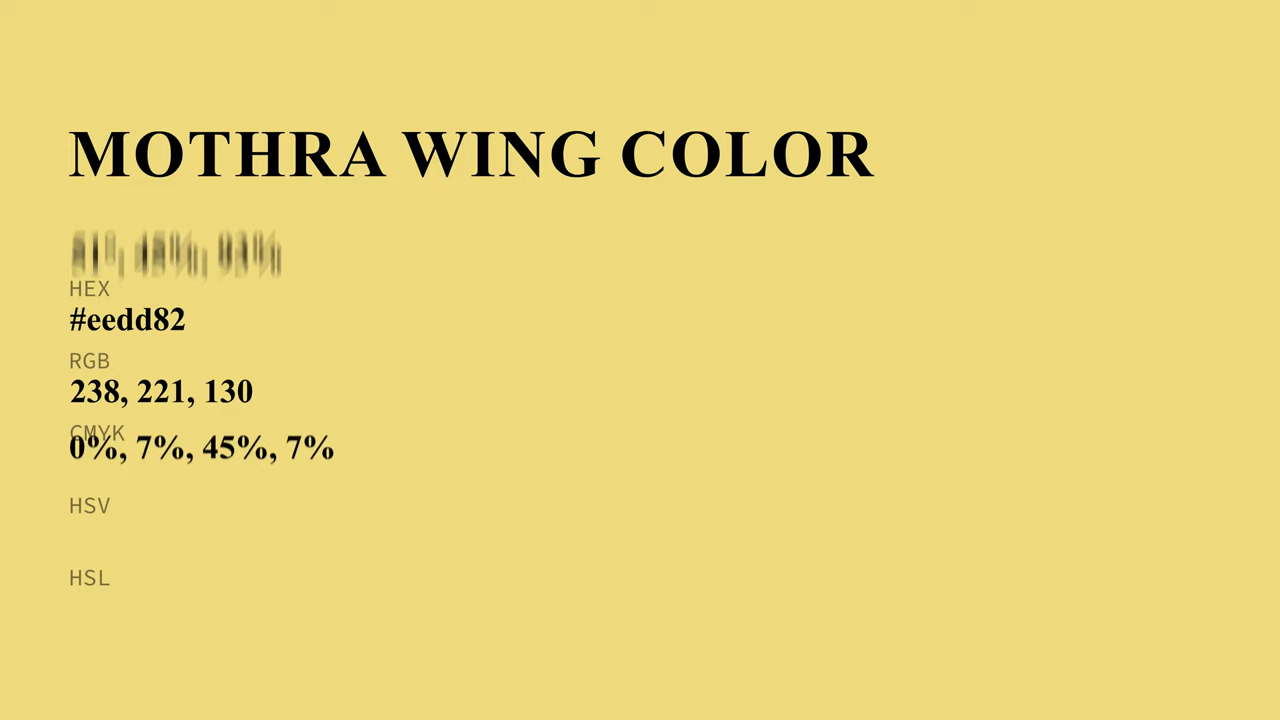 MOTHRA WING COLOR
HEX
#eedd82
RGB
238, 221, 130
CMYK
0%, 7%, 45%, 7%
HSV
HSL